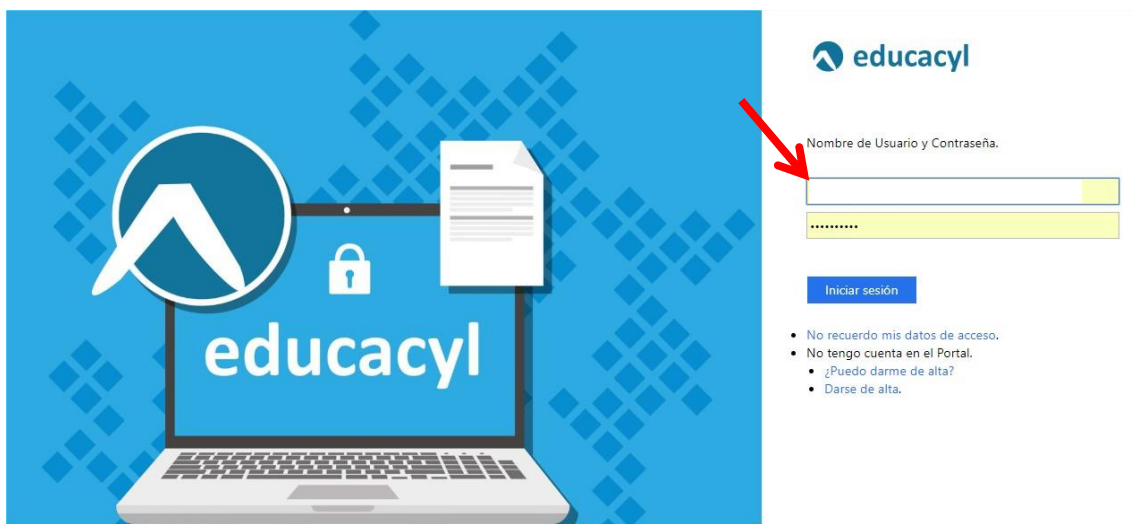 educacyl
educacyl
Nombre de Usuario y Contraseña.
••••••••••
Iniciar sesión
No recuerdo mis datos de acceso.
No tengo cuenta en el Portal.
¿Puedo darme de alta?
Darse de alta.